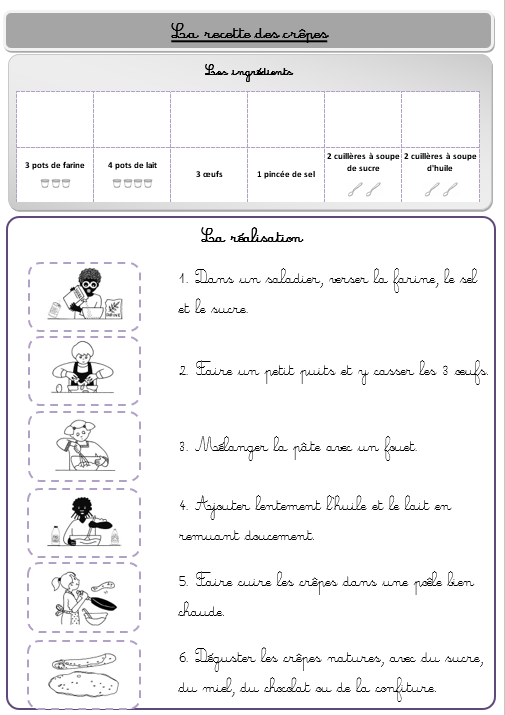 La recette des crêpes
Les ingrédients
3 pots de farine
4 pots de lait
3 œufs
1 pincée de sel
2 cuillères à soupe
de sucre
2 cuillères à soupe
d'huile
La réalisation
1. Dans un saladier, verser la farine, le sel
et le sucre.
2. Faire un petit puits et y casser les 3 œufs.
3. Mélanger la pâte avec un fouet.
4. Ajouter lentement l'huile et le lait en
remuant doucement.
5. Faire cuire les crêpes dans une poêle bien
chaude.
6. Déguster les crêpes natures, avec du sucre,
du miel, du chocolat ou de la confiture.